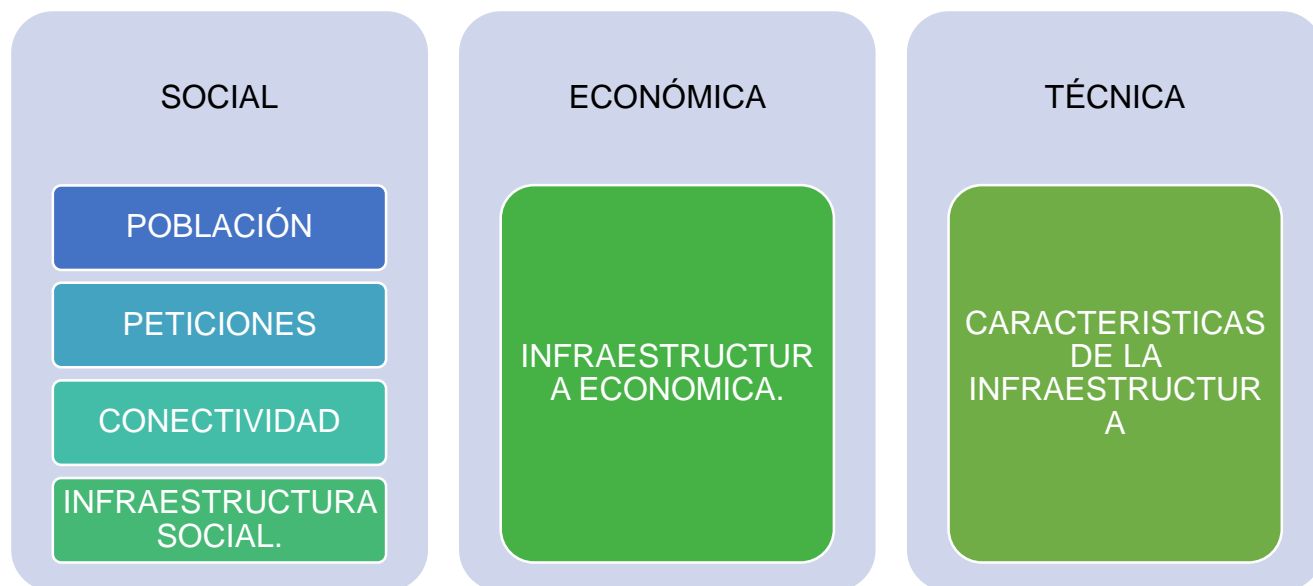 SOCIAL
POBLACIÓN
PETICIONES
CONECTIVIDAD
INFRAESTRUCTURA
SOCIAL.
ECONÓMICA
INFRAESTRUCTUR
A ECONOMICA.
TÉCNICA
CARACTERISTICAS
DE LA
INFRAESTRUCTUR
A